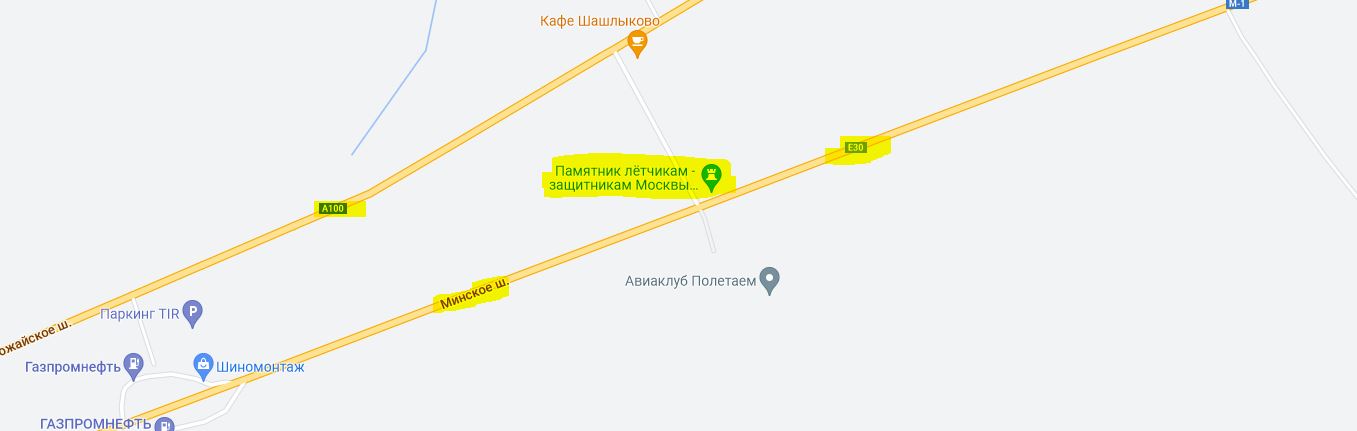 М-1
Кафе Шашлыково
E30
Памятник лётчикам -
защитникам Москвы...
A100
Авиаклуб Полетаем
Минское ш.
P
Паркинг TIR
ожайское ш.
Газпромнефть
Шиномонтаж
ГАЗПРОМНЕФТЬ